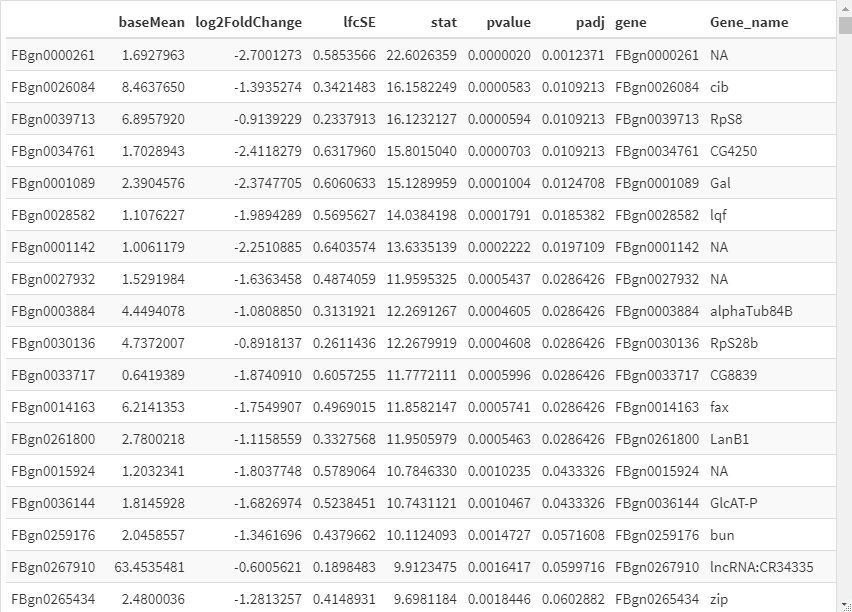 baseMean log2FoldChange lfcSE stat pvalue padj gene Gene_name
FBgn0000261 1.6927963 -2.7001273 0.5853566 22.6026359 0.0000020 0.0012371 FBgn0000261 NA
FBgn0026084 8.4637650 -1.3935274 0.3421483 16.1582249 0.0000583 0.0109213 FBgn0026084 cib
FBgn0039713 6.8957920 -0.9139229 0.2337913 16.1232127 0.0000594 0.0109213 FBgn0039713 RpS8
FBgn0034761 1.7028943 -2.4118279 0.6317960 15.8015040 0.0000703 0.0109213 FBgn0034761 CG4250
FBgn0001089 2.3904576 -2.3747705 0.6060633 15.1289959 0.0001004 0.0124708 FBgn0001089 Gal
FBgn0028582 1.1076227 -1.9894289 0.5695627 14.0384198 0.0001791 0.0185382 FBgn0028582 lqf
FBgn0001142 1.0061179 -2.2510885 0.6403574 13.6335139 0.0002222 0.0197109 FBgn0001142 NA
FBgn0027932 1.5291984 -1.6363458 0.4874059 11.9595325 0.0005437 0.0286426 FBgn0027932 NA
FBgn0003884 4.4494078 -1.0808850 0.3131921 12.2691267 0.0004605 0.0286426 FBgn0003884 alphaTub84B
FBgn0030136 4.7372007 -0.8918137 0.2611436 12.2679919 0.0004608 0.0286426 FBgn0030136 RpS28b
FBgn0033717 0.6419389 -1.8740910 0.6057255 11.7772111 0.0005996 0.0286426 FBgn0033717 CG8839
FBgn0014163 6.2141353 -1.7549907 0.4969015 11.8582147 0.0005741 0.0286426 FBgn0014163 fax
FBgn0261800 2.7800218 -1.1158559 0.3327568 11.9505979 0.0005463 0.0286426 FBgn0261800 LanB1
FBgn0015924 1.2032341 -1.8037748 0.5789064 10.7846330 0.0010235 0.0433326 FBgn0015924 NA
FBgn0036144 1.8145928 -1.6826974 0.5238451 10.7431121 0.0010467 0.0433326 FBgn0036144 GlcAT-P
FBgn0259176 2.0458557 -1.3461696 0.4379662 10.1124093 0.0014727 0.0571608 FBgn0259176 bun
FBgn0267910 63.4535481 -0.6005621 0.1898483 9.9123475 0.0016417 0.0599716 FBgn0267910 lncRNA:CR34335
FBgn0265434 2.4800036 -1.2813257 0.4148931 9.6981184 0.0018446 0.0602882 FBgn0265434 zip